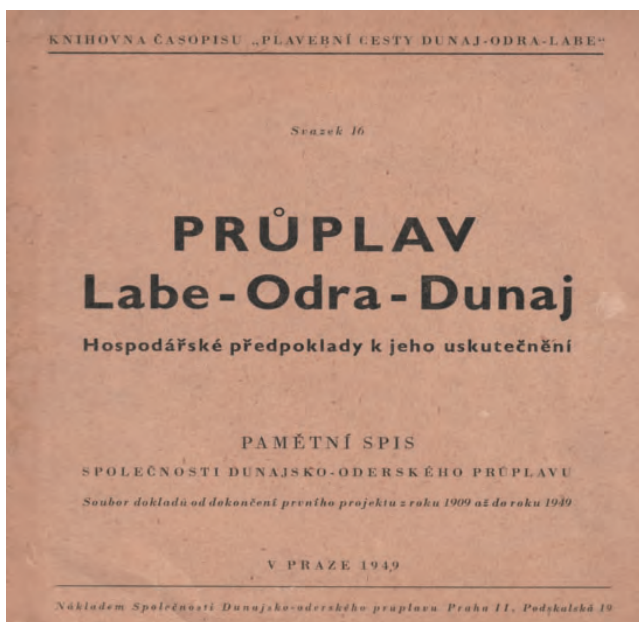 KNIHOVNA ČASOPISU „PLAVEBNÍ CESTY DUNAJ-ODRA-LABE“
Svazek 16
PRŮPLAV
Labe-Odra-Dunaj
Hospodářské předpoklady k jeho uskutečnění
PAMĚTNÍ SPIS
SPOLEČNOSTI DUNAJSKO-ODERSKÉHO PRŮPLAVU
Soubor dokladů od dokončení prvního projektu z roku 1909 až do roku 1949
V PRAZE 1949
Nákladem Společnosti Dunajsko-oderského průplavu Praha II, Podskalská 19